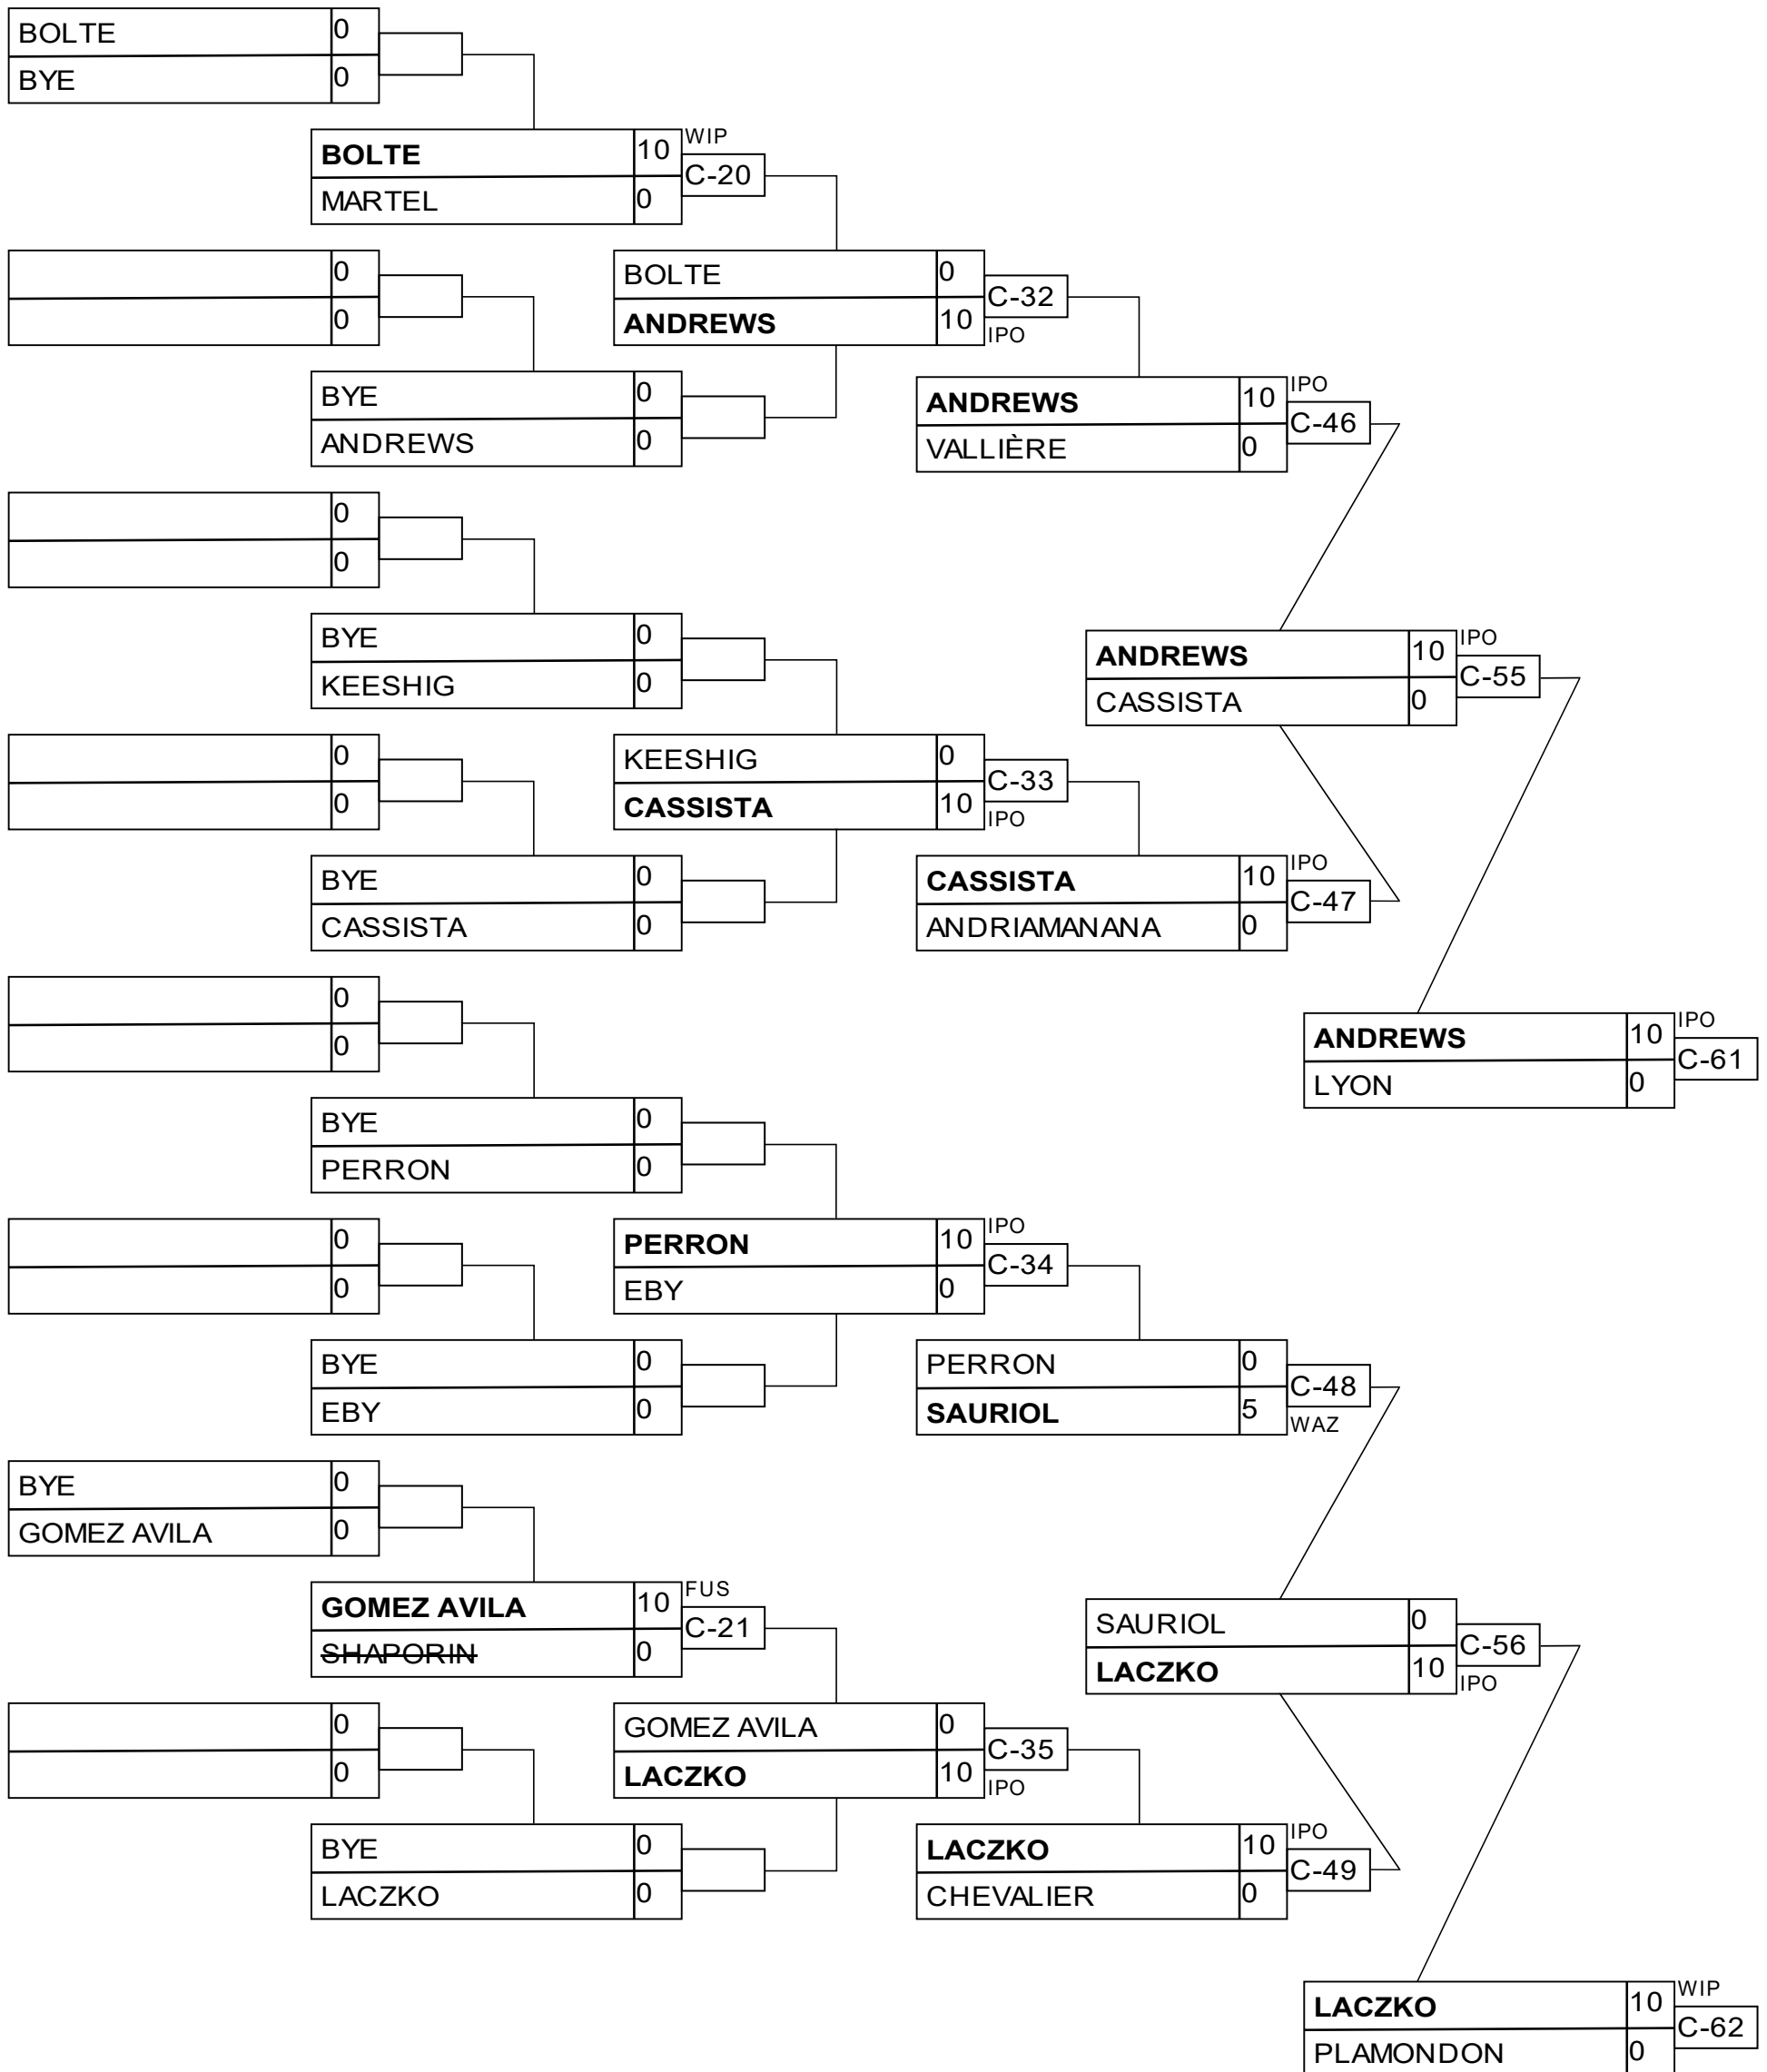 BOLTE 0
BYE 0
BOLTE 10 WIP
C-20
MARTEL 0
0
0
BOLTE 0
C-32
ANDREWS 10 IPO
BYE 0
ANDREWS 0
ANDREWS 10 IPO
C-46
VALLIÈRE 0
0
0
BYE 0
KEESHIG 0
ANDREWS 10 IPO
C-55
CASSISTA 0
0
0
KEESHIG 0
C-33
CASSISTA 10 IPO
BYE 0
CASSISTA 0
CASSISTA 10 IPO
C-47
ANDRIAMANANA 0
0
0
ANDREWS 10 IPO
C-61
LYON 0
BYE 0
PERRON 0
0
0
PERRON 10 IPO
C-34
EBY 0
BYE 0
EBY 0
PERRON 0
C-48
SAURIOL 5 WAZ
BYE 0
GOMEZ AVILA 0
GOMEZ AVILA 10 FUS
C-21
SHAPORIN 0
SAURIOL 0
C-56
LACZKO 10 IPO
0
0
GOMEZ AVILA 0
C-35
LACZKO 10 IPO
BYE 0
LACZKO 0
LACZKO 10 IPO
C-49
CHEVALIER 0
LACZKO 10 WIP
C-62
PLAMONDON 0